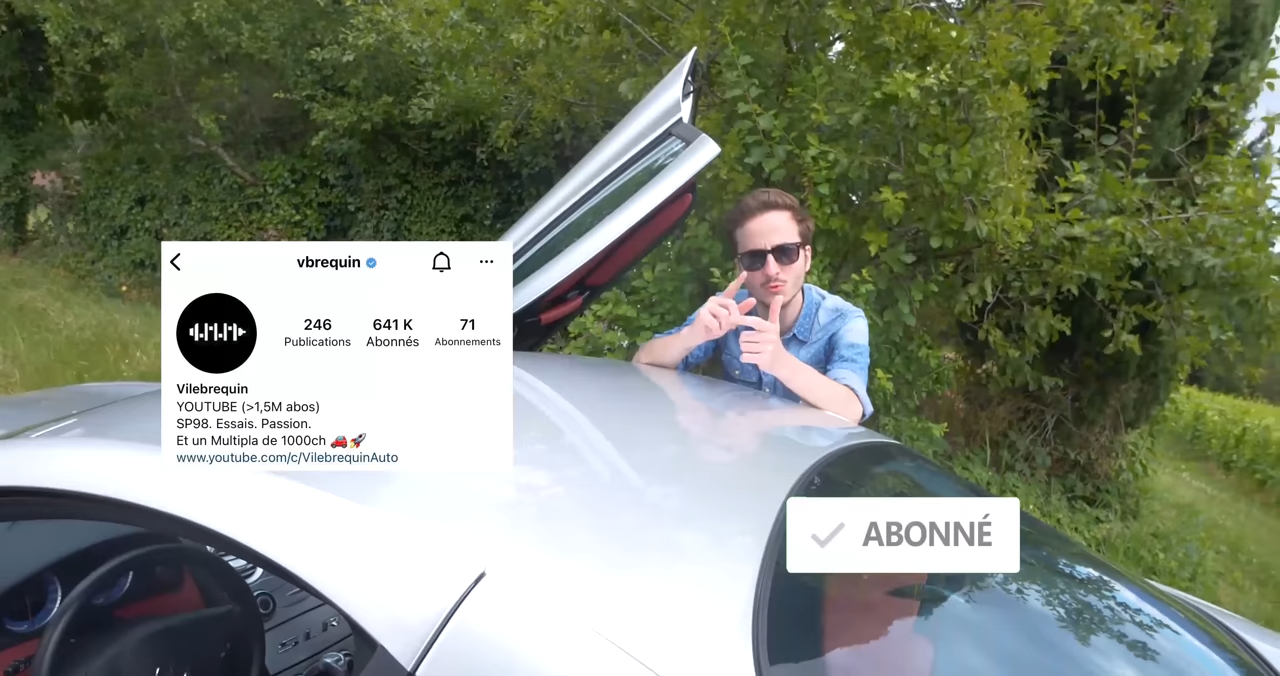 vbrequin
246
641 K
71
Publications
Abonnés
Abonnements
Vilebrequin
YOUTUBE (>1,5M abos)
SP98. Essais. Passion.
Et un Multipla de 1000ch 🚗🚀
www.youtube.com/c/VilebrequinAuto
ABONNÉ
SLR